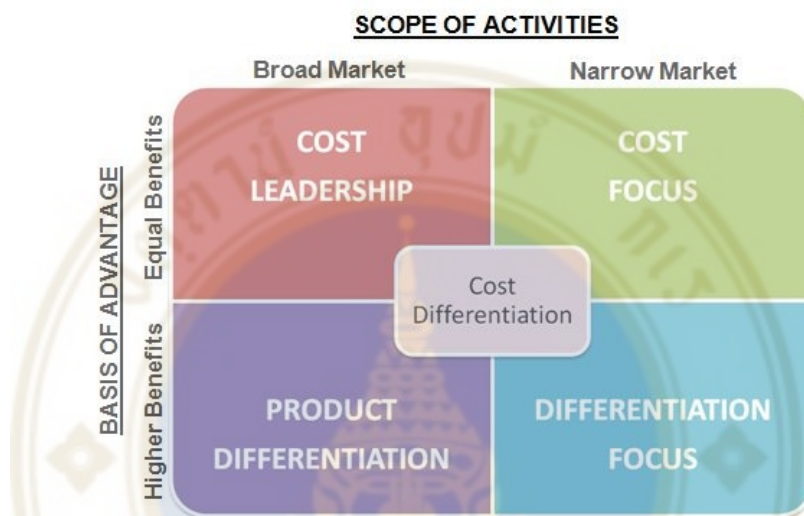 SCOPE OF ACTIVITIES
Broad Market
Narrow Market
BASIS OF ADVANTAGE
Equal Benefits
Higher Benefits
COST
LEADERSHIP
COST
FOCUS
Cost
Differentiation
PRODUCT
DIFFERENTIATION
DIFFERENTIATION
FOCUS